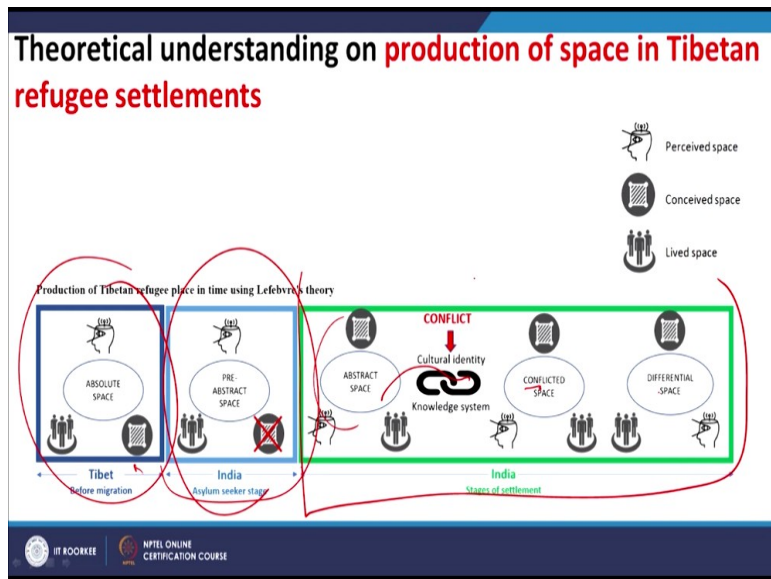 Theoretical understanding on production of space in Tibetan
refugee settlements
Perceived space
Conceived space
Lived space
Production of Tibetan refugee place in time using Lefebvre's theory
ABSOLUTE
SPACE
PRE-
ABSTRACT
SPACE
ABSTRACT
SPACE
CONFLICT
Cultural identity
Knowledge system
CONFLICTED
SPACE
DIFFERENTIAL
SPACE
Tibet
Before migration
India
Asylum seeker stage
India
Stages of settlement
IIT ROORKEE
NPTEL
NPTEL ONLINE
CERTIFICATION COURSE